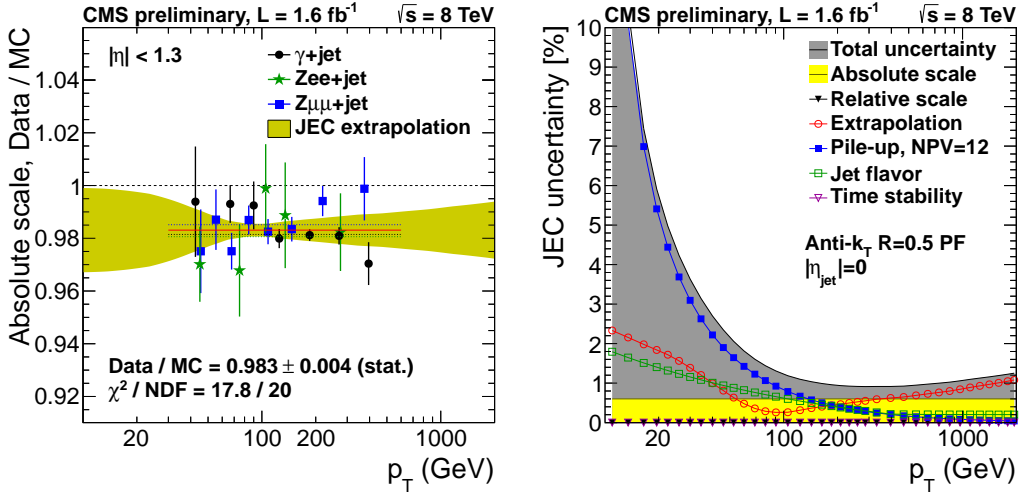 CMS preliminary, L = 1.6 fb⁻¹ √s = 8 TeV
Absolute scale, Data / MC
1.04
1.02
1
0.98
0.96
0.94
0.92
|η| < 1.3
γ+jet
Zee+jet
Zμμ+jet
JEC extrapolation
Data / MC = 0.983 ± 0.004 (stat.)
χ² / NDF = 17.8 / 20
20 100 200 1000
p_T (GeV)
CMS preliminary, L = 1.6 fb⁻¹ √s = 8 TeV
JEC uncertainty [%]
10
9
8
7
6
5
4
3
2
1
0
Total uncertainty
Absolute scale
Relative scale
Extrapolation
Pile-up, NPV=12
Jet flavor
Time stability
Anti-k_T R=0.5 PF
|η_jet|=0
20 100 200 1000
p_T (GeV)